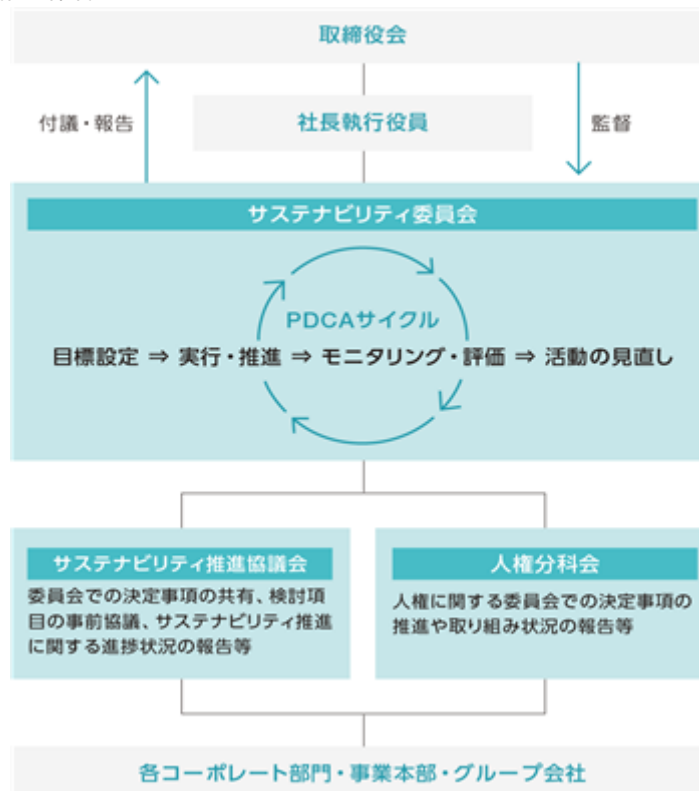 取締役会
付議・報告
社長執行役員
監督
サステナビリティ委員会
PDCAサイクル
目標設定 ⇒ 実行・推進 ⇒ モニタリング・評価 ⇒ 活動の見直し
サステナビリティ推進協議会
委員会での決定事項の共有、検討項
目の事前協議、サステナビリティ推進
に関する進捗状況の報告等
人権分科会
人権に関する委員会での決定事項の
推進や取り組み状況の報告等
各コーポレート部門・事業本部・グループ会社